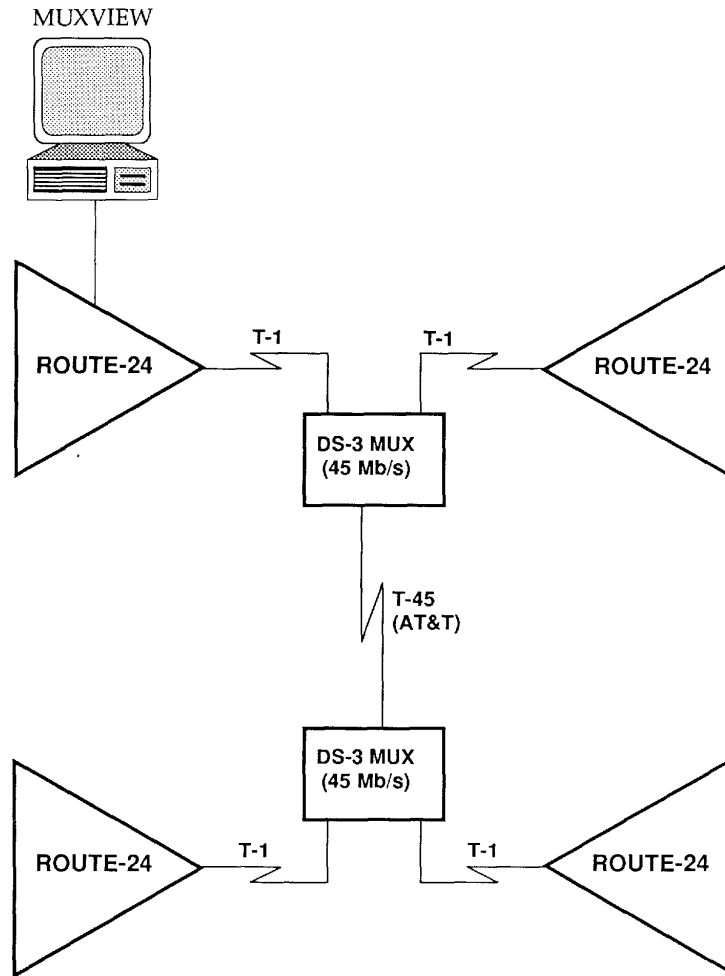 MUXVIEW
ROUTE-24
T-1
T-1
ROUTE-24
DS-3 MUX
(45 Mb/s)
T-45
(AT&T)
DS-3 MUX
(45 Mb/s)
ROUTE-24
T-1
T-1
ROUTE-24